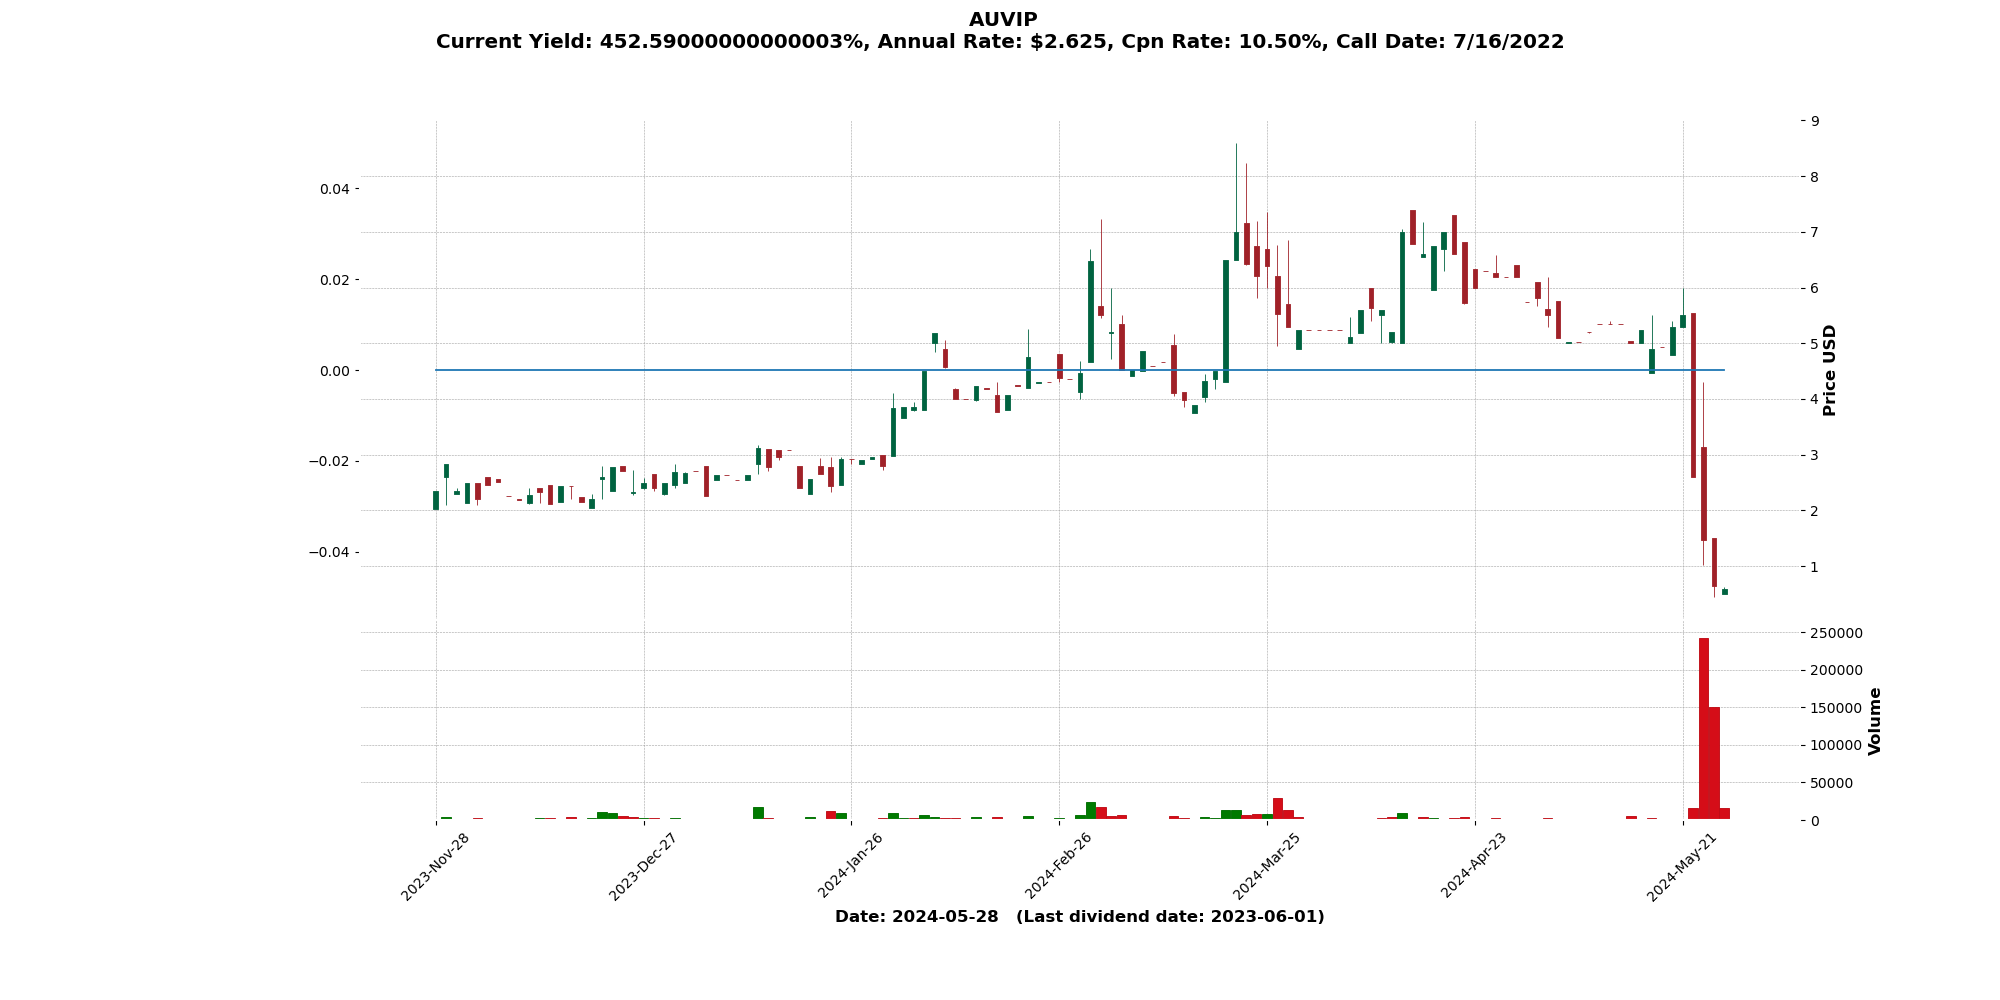 AUVIP
Current Yield: 452.59000000000003%, Annual Rate: $2.625, Cpn Rate: 10.50%, Call Date: 7/16/2022
0.04
0.02
0.00
−0.02
−0.04
9
8
7
6
5
4
3
2
1
Price USD
250000
200000
150000
100000
50000
0
Volume
2023-Nov-28
2023-Dec-27
2024-Jan-26
2024-Feb-26
2024-Mar-25
2024-Apr-23
2024-May-21
Date: 2024-05-28 (Last dividend date: 2023-06-01)